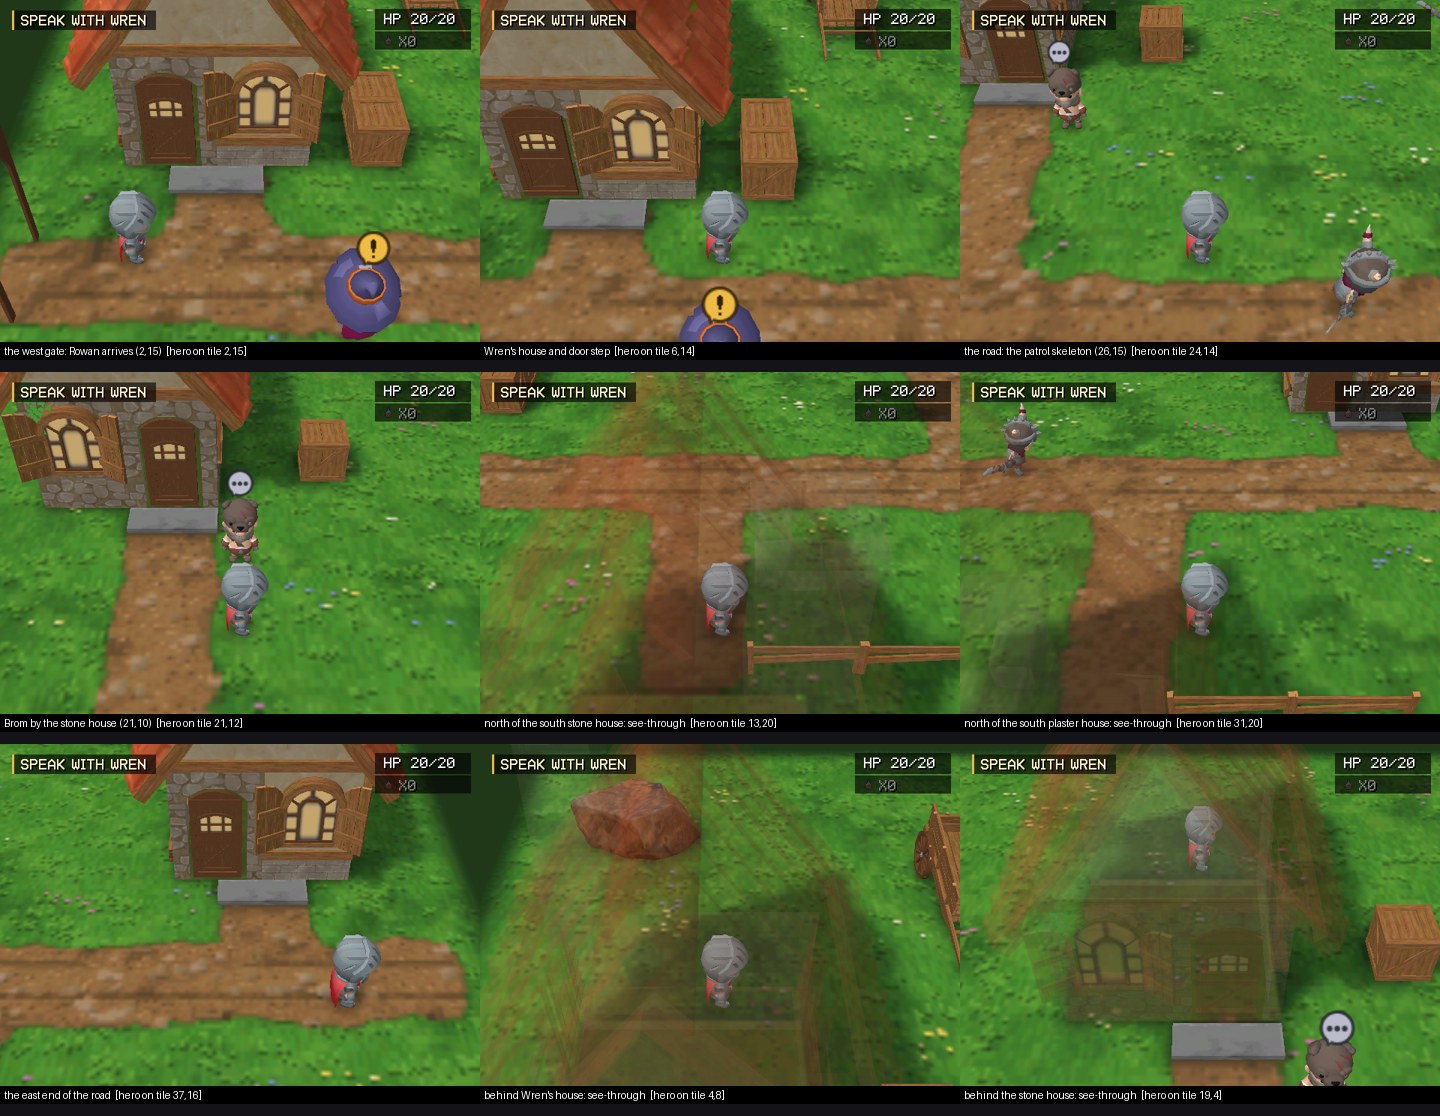 SPEAK WITH WREN
HP 20/20
X0
!
the west gate: Rowan arrives (2,15) [hero on tile 2,15]
SPEAK WITH WREN
HP 20/20
X0
!
Wren's house and door step [hero on tile 6,14]
SPEAK WITH WREN
HP 20/20
X0
...
the road: the patrol skeleton (26,15) [hero on tile 24,14]
SPEAK WITH WREN
HP 20/20
X0
...
Brom by the stone house (21,10) [hero on tile 21,12]
SPEAK WITH WREN
HP 20/20
X0
north of the south stone house: see-through [hero on tile 13,20]
SPEAK WITH WREN
HP 20/20
X0
north of the south plaster house: see-through [hero on tile 31,20]
SPEAK WITH WREN
HP 20/20
X0
the east end of the road [hero on tile 37,16]
SPEAK WITH WREN
HP 20/20
X0
behind Wren's house: see-through [hero on tile 4,8]
SPEAK WITH WREN
HP 20/20
X0
...
behind the stone house: see-through [hero on tile 19,4]